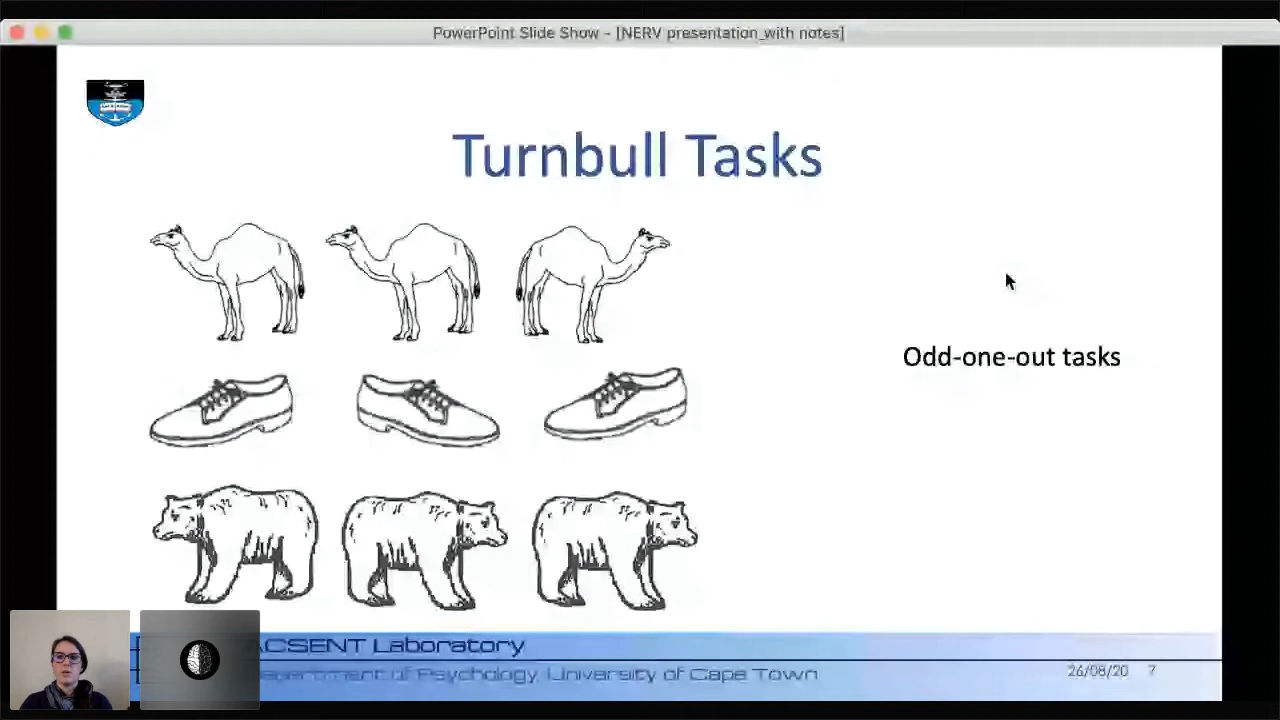 PowerPoint Slide Show - [NERV presentation_with notes]
Turnbull Tasks
Odd-one-out tasks
ACSENT Laboratory
Department of Psychology, University of Cape Town
26/08/20 7